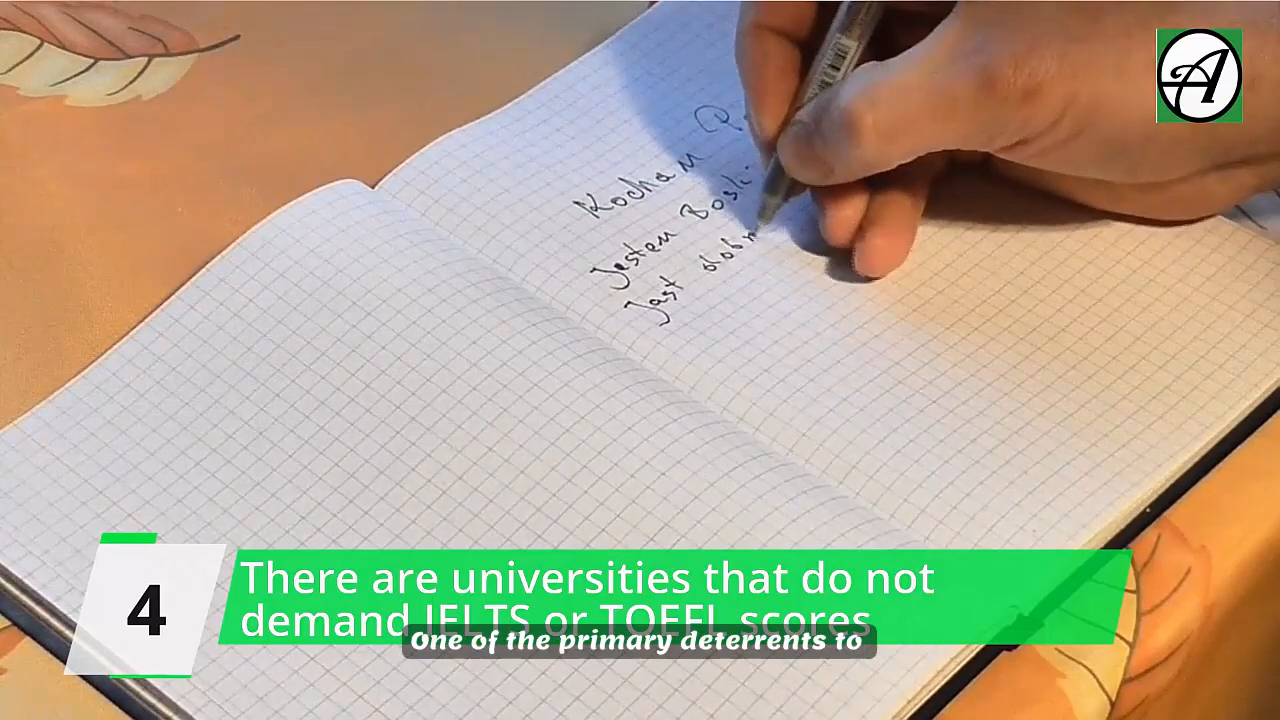 A
Kocham
Jestem
Jast
4
There are universities that do not
demand IELTS or TOEFL scores
One of the primary deterrents to